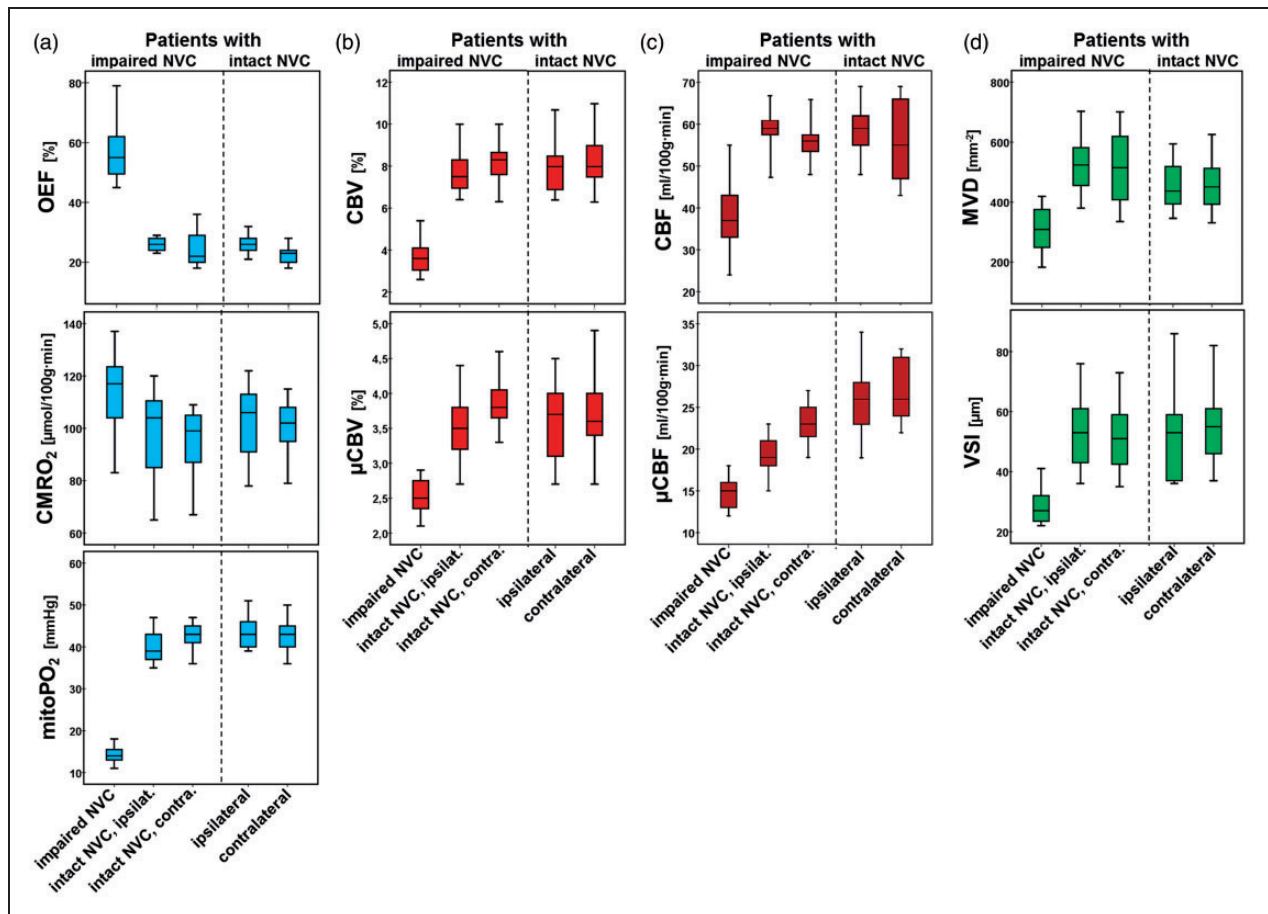 (a) Patients with
impaired NVC intact NVC
OEF [%]
80
60
40
20
CMRO2 [µmol/100g·min]
140
120
100
80
60
mitoPO2 [mmHg]
60
50
40
30
20
10
impaired NVC
intact NVC, ipsilat.
intact NVC, contra.
ipsilateral
contralateral
(b) Patients with
impaired NVC intact NVC
CBV [%]
12
10
8
6
4
2
µCBV [%]
5,0
4,5
4,0
3,5
3,0
2,5
2,0
impaired NVC
intact NVC, ipsilat.
intact NVC, contra.
ipsilateral
contralateral
(c) Patients with
impaired NVC intact NVC
CBF [ml/100g·min]
70
60
50
40
30
20
µCBF [ml/100g·min]
35
30
25
20
15
10
impaired NVC
intact NVC, ipsilat.
intact NVC, contra.
ipsilateral
contralateral
(d) Patients with
impaired NVC intact NVC
MVD [mm-2]
800
600
400
200
VSI [µm]
80
60
40
20
impaired NVC
intact NVC, ipsilat.
intact NVC, contra.
ipsilateral
contralateral